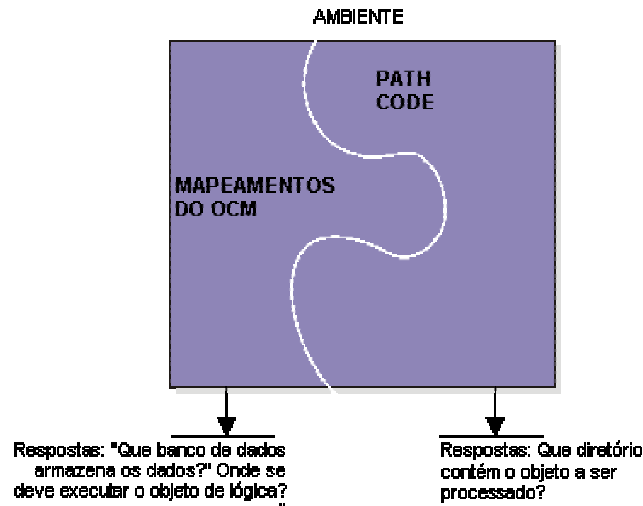 AMBIENTE
PATH
CODE
MAPEAMENTOS
DO OCM
Respostas: "Que banco de dados
armazena os dados?" Onde se
deve executar o objeto de lógica?
"
Respostas: Que diretório
contém o objeto a ser
processado?